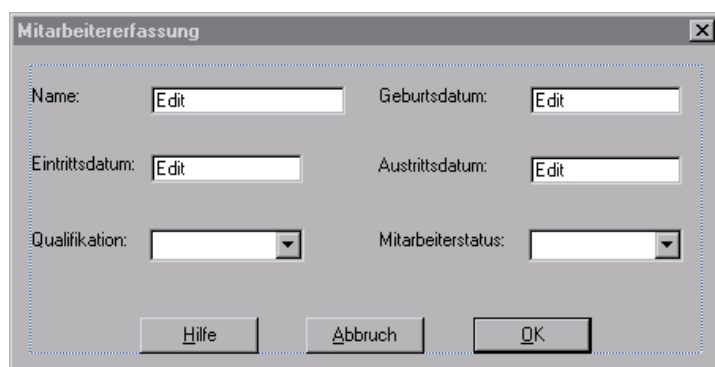 Mitarbeitererfassung
Name: Edit Geburtsdatum: Edit
Eintrittsdatum: Edit Austrittsdatum: Edit
Qualifikation: Mitarbeiterstatus:
Hilfe Abbruch OK